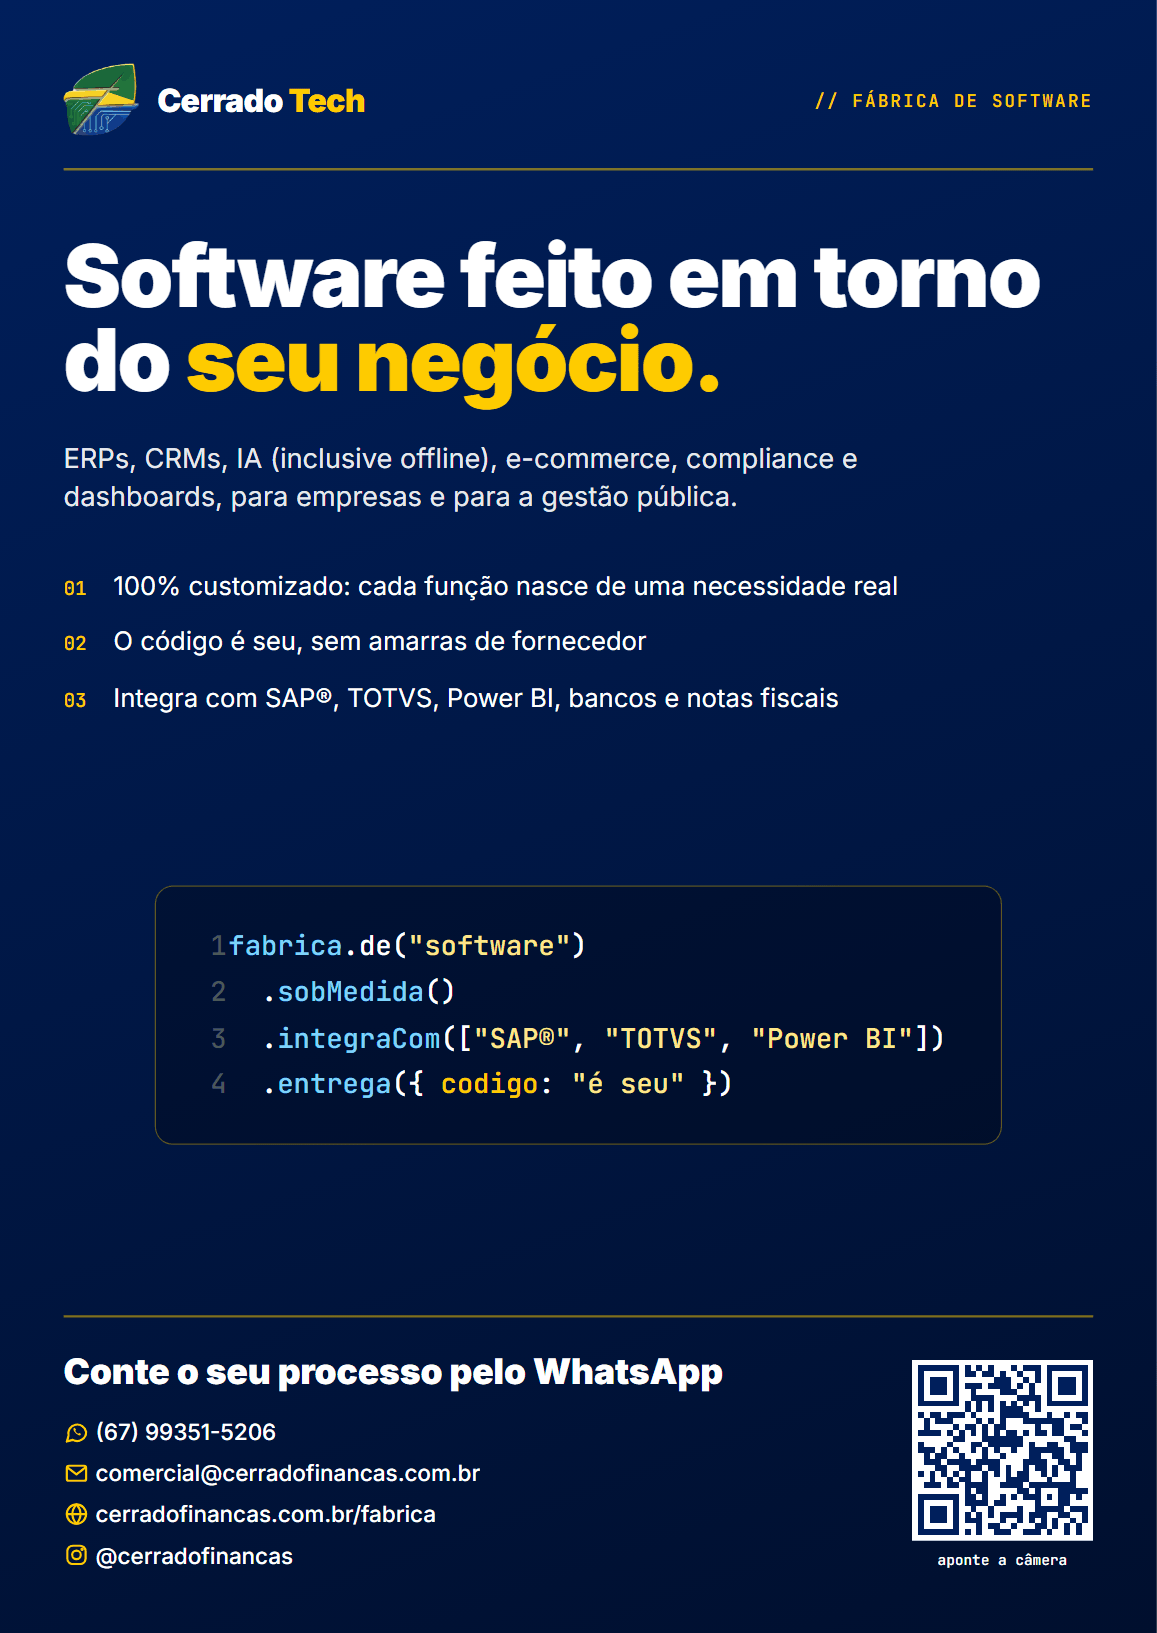 Cerrado Tech
// FÁBRICA DE SOFTWARE
Software feito em torno
do seu negócio.
ERPs, CRMs, IA (inclusive offline), e-commerce, compliance e
dashboards, para empresas e para a gestão pública.
01 100% customizado: cada função nasce de uma necessidade real
02 O código é seu, sem amarras de fornecedor
03 Integra com SAP®, TOTVS, Power BI, bancos e notas fiscais
1fabrica.de("software")
2  .sobMedida()
3  .integraCom(["SAP®", "TOTVS", "Power BI"])
4  .entrega({ codigo: "é seu" })
Conte o seu processo pelo WhatsApp
(67) 99351-5206
comercial@cerradofinancas.com.br
cerradofinancas.com.br/fabrica
@cerradofinancas
aponte a câmera